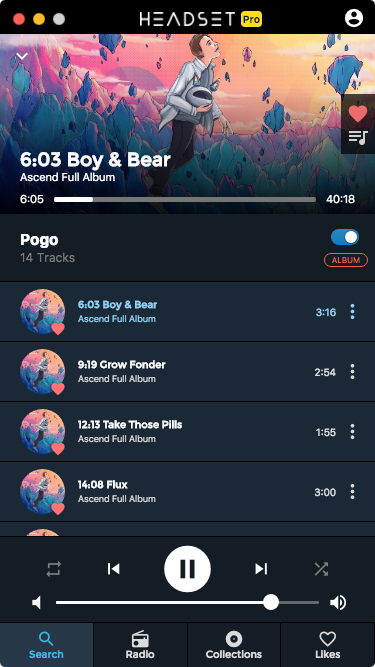 HEADSET Pro
6:03 Boy & Bear
Ascend Full Album
6:05 40:18
Pogo
14 Tracks
ALBUM
6:03 Boy & Bear
Ascend Full Album
3:16
9:19 Grow Fonder
Ascend Full Album
2:54
12:13 Take Those Pills
Ascend Full Album
1:55
14:08 Flux
Ascend Full Album
3:00
Search Radio Collections Likes